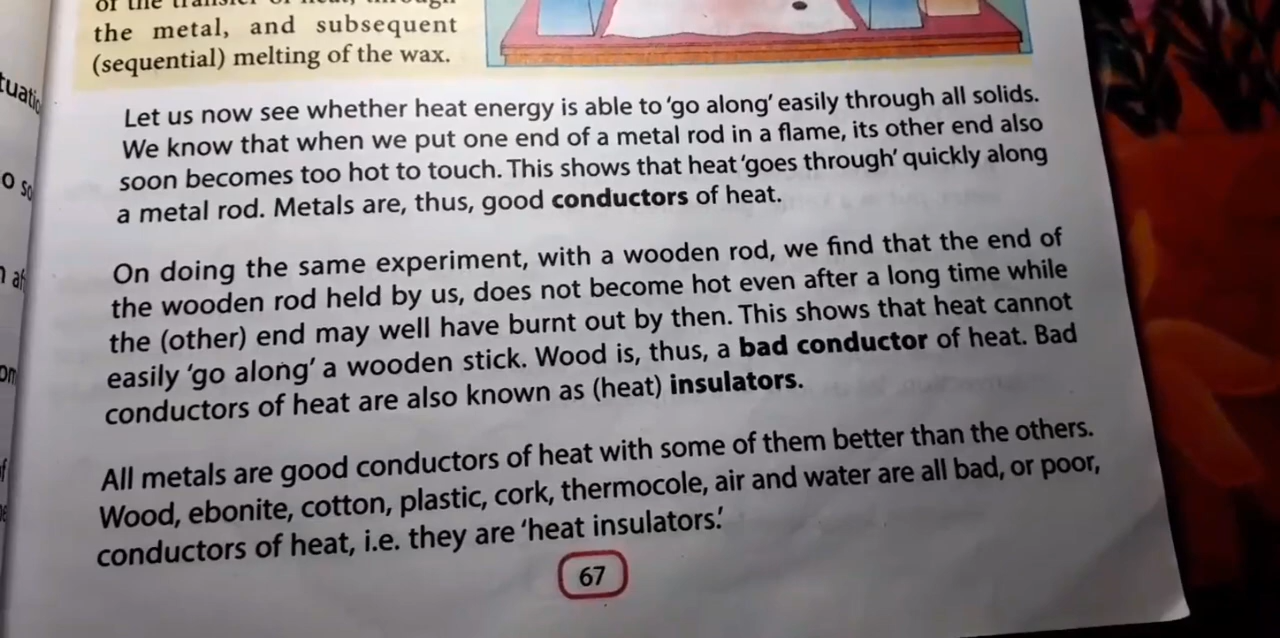 the metal, and subsequent
(sequential) melting of the wax.
Let us now see whether heat energy is able to 'go along' easily through all solids.
We know that when we put one end of a metal rod in a flame, its other end also
soon becomes too hot to touch. This shows that heat 'goes through' quickly along
a metal rod. Metals are, thus, good conductors of heat.
On doing the same experiment, with a wooden rod, we find that the end of
the wooden rod held by us, does not become hot even after a long time while
the (other) end may well have burnt out by then. This shows that heat cannot
easily 'go along' a wooden stick. Wood is, thus, a bad conductor of heat. Bad
conductors of heat are also known as (heat) insulators.
All metals are good conductors of heat with some of them better than the others.
Wood, ebonite, cotton, plastic, cork, thermocole, air and water are all bad, or poor,
conductors of heat, i.e. they are 'heat insulators.'
67